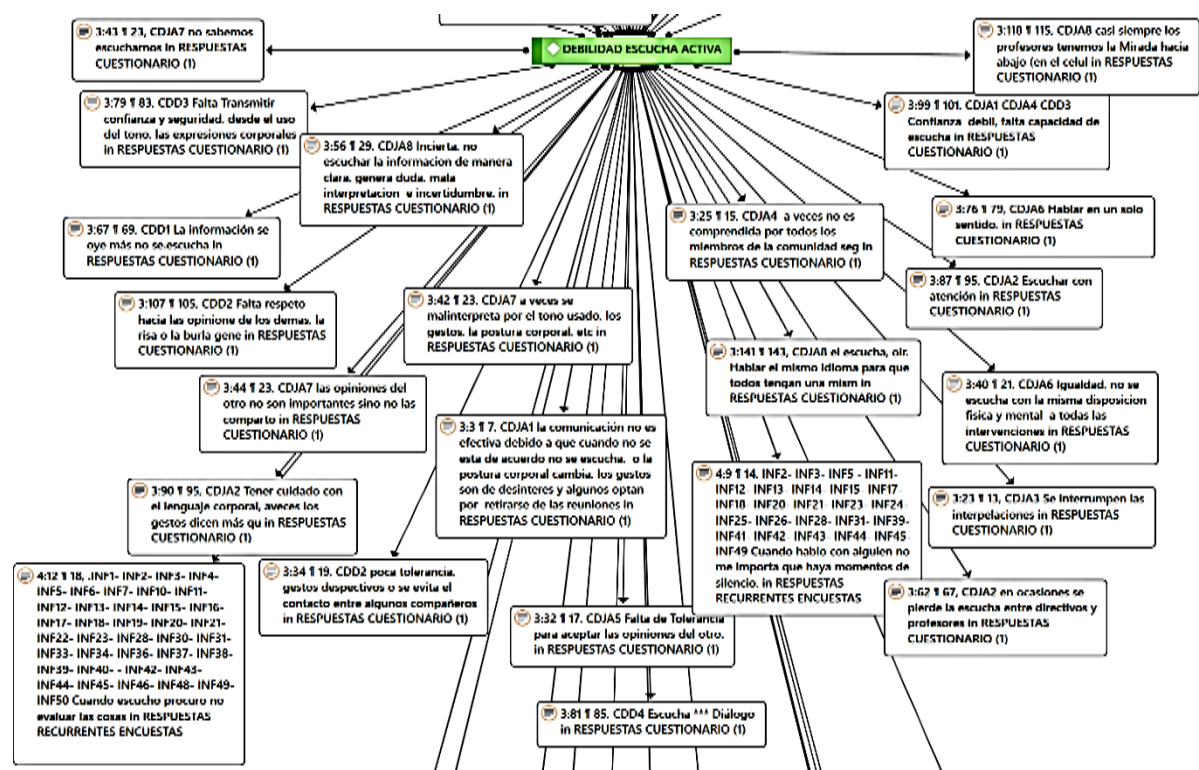 DEBILIDAD ESCUCHA ACTIVA
3:43 ¶ 23, CDJA7 no sabemos
escucharnos in RESPUESTAS
CUESTIONARIO (1)
3:118 ¶ 115, CDJA8 casi siempre los
profesores tenemos la Mirada hacia
abajo (en el celul in RESPUESTAS
CUESTIONARIO (1)
3:79 ¶ 83. CDD3 Falta Transmitir
confianza y seguridad. desde el uso
del tono. las expresiones corporales
in RESPUESTAS CUESTIONARIO (1)
3:99 ¶ 101. CDJA1 CDJA4 CDD3
Confianza debil, falta capacidad de
escucha in RESPUESTAS
CUESTIONARIO (1)
3:56 ¶ 29. CDJA8 Incierta. no
escuchar la informacion de manera
clara. genera duda. mala
interpretacion e incertidumbre. in
RESPUESTAS CUESTIONARIO (1)
3:67 ¶ 69. CDD1 La información se
oye más no se.escucha in
RESPUESTAS CUESTIONARIO (1)
3:25 ¶ 15. CDJA4 a veces no es
comprendida por todos los
miembros de la comunidad seg in
RESPUESTAS CUESTIONARIO (1)
3:76 ¶ 79, CDJA6 Hablar en un solo
sentido. in RESPUESTAS
CUESTIONARIO (1)
3:87 ¶ 95. CDJA2 Escuchar con
atención in RESPUESTAS
CUESTIONARIO (1)
3:107 ¶ 105. CDD2 Falta respeto
hacia las opinione de los demas. la
risa o la burla gene in RESPUESTAS
CUESTIONARIO (1)
3:42 ¶ 23. CDJA7 a veces se
malinterpreta por el tono usado. los
gestos. la postura corporal. etc in
RESPUESTAS CUESTIONARIO (1)
3:141 ¶ 143, CDJA8 el escucha, oir.
Hablar el mismo idioma para que
todos tengan una mism in
RESPUESTAS CUESTIONARIO (1)
3:44 ¶ 23. CDJA7 las opiniones del
otro no son importantes sino no las
comparto in RESPUESTAS
CUESTIONARIO (1)
3:40 ¶ 21. CDJA6 Igualdad. no se
escucha con la misma disposicion
fisica y mental a todas las
intervenciones in RESPUESTAS
CUESTIONARIO (1)
3:3 ¶ 7. CDJA1 la comunicación no es
efectiva debido a que cuando no se
esta de acuerdo no se escucha. o la
postura corporal cambia. los gestos
son de desinteres y algunos optan
por retirarse de las reuniones in
RESPUESTAS CUESTIONARIO (1)
3:90 ¶ 95. CDJA2 Tener cuidado con
el lenguaje corporal, aveces los
gestos dicen más qu in RESPUESTAS
CUESTIONARIO (1)
4:9 ¶ 14. INF2- INF3- INF5 - INF11-
INF12- INF13- INF14- INF15- INF17-
INF18- INF20- INF21- INF23- INF24-
INF25- INF26- INF28- INF31- INF39-
INF41- INF42- INF43- INF44- INF45-
INF49 Cuando hablo con alguien no
me importa que haya momentos de
silencio. in RESPUESTAS
RECURRENTES ENCUESTAS
3:23 ¶ 13, CDJA3 Se interrumpen las
interpelaciones in RESPUESTAS
CUESTIONARIO (1)
4:12 ¶ 18, .INF1- INF2- INF3- INF4-
INF5- INF6- INF7- INF10- INF11-
INF12- INF13- INF14- INF15- INF16-
INF17- INF18- INF19- INF20- INF21-
INF22- INF23- INF28- INF30- INF31-
INF33- INF34- INF36- INF37- INF38-
INF39- INF40- - INF42- INF43-
INF44- INF45- INF46- INF48- INF49-
INF50 Cuando escucho procuro no
evaluar las cosas in RESPUESTAS
RECURRENTES ENCUESTAS
3:34 ¶ 19. CDD2 poca tolerancia.
gestos despectivos o se evita el
contacto entre algunos compañeros
in RESPUESTAS CUESTIONARIO (1)
3:32 ¶ 17. CDJA5 Falta de Tolerancia
para aceptar las opiniones del otro.
in RESPUESTAS CUESTIONARIO (1)
3:62 ¶ 67, CDJA2 en ocasiones se
pierde la escucha entre directivos y
profesores in RESPUESTAS
CUESTIONARIO (1)
3:81 ¶ 85. CDD4 Escucha *** Diálogo
in RESPUESTAS CUESTIONARIO (1)